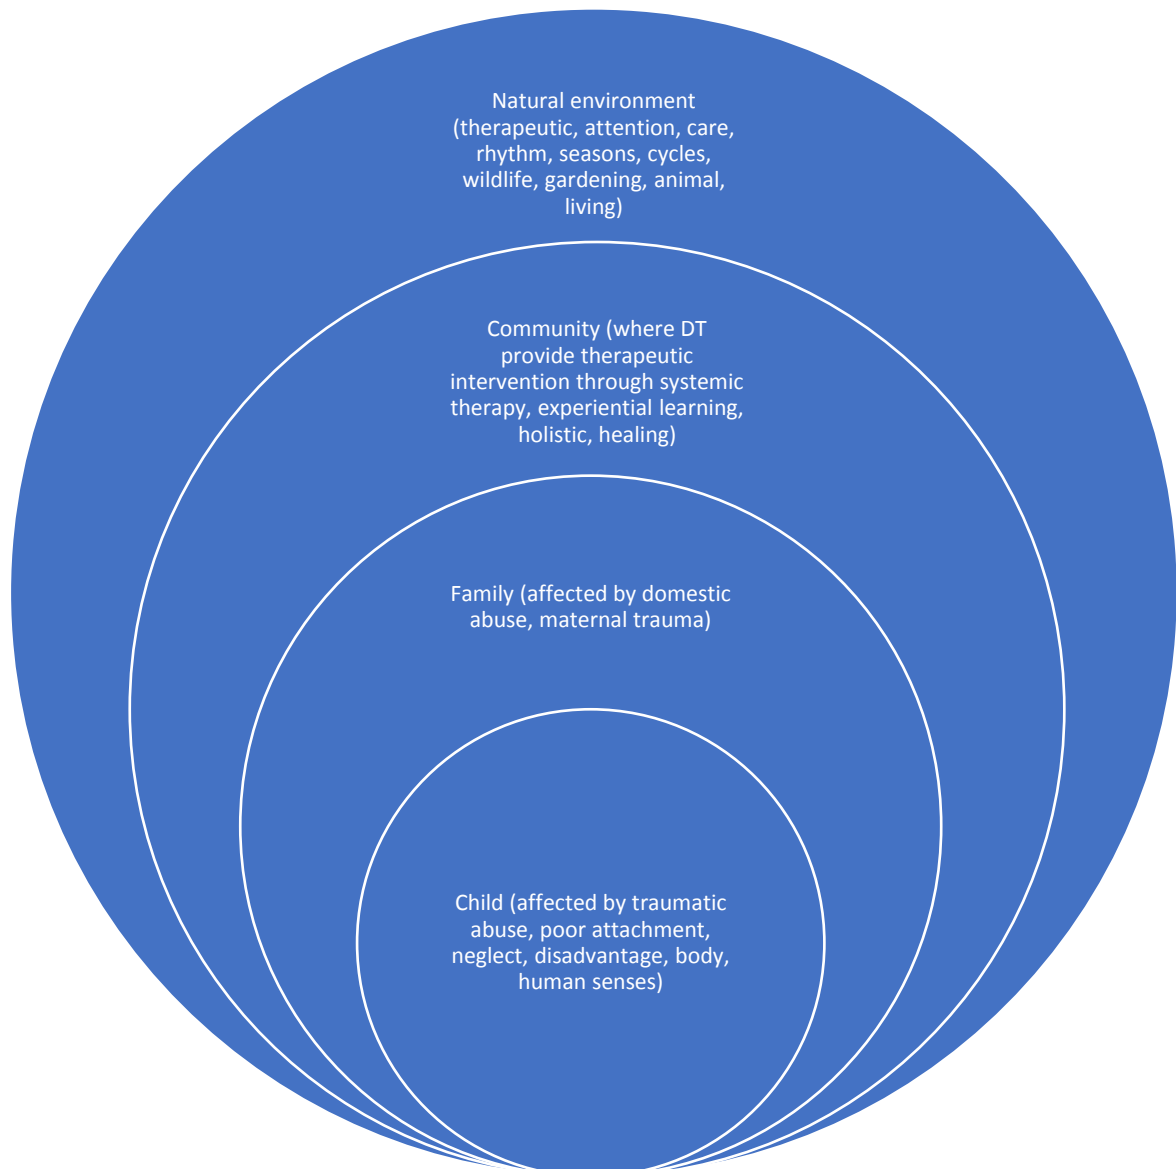 Natural environment
(therapeutic, attention, care,
rhythm, seasons, cycles,
wildlife, gardening, animal,
living)
Community (where DT
provide therapeutic
intervention through systemic
therapy, experiential learning,
holistic, healing)
Family (affected by domestic
abuse, maternal trauma)
Child (affected by traumatic
abuse, poor attachment,
neglect, disadvantage, body,
human senses)